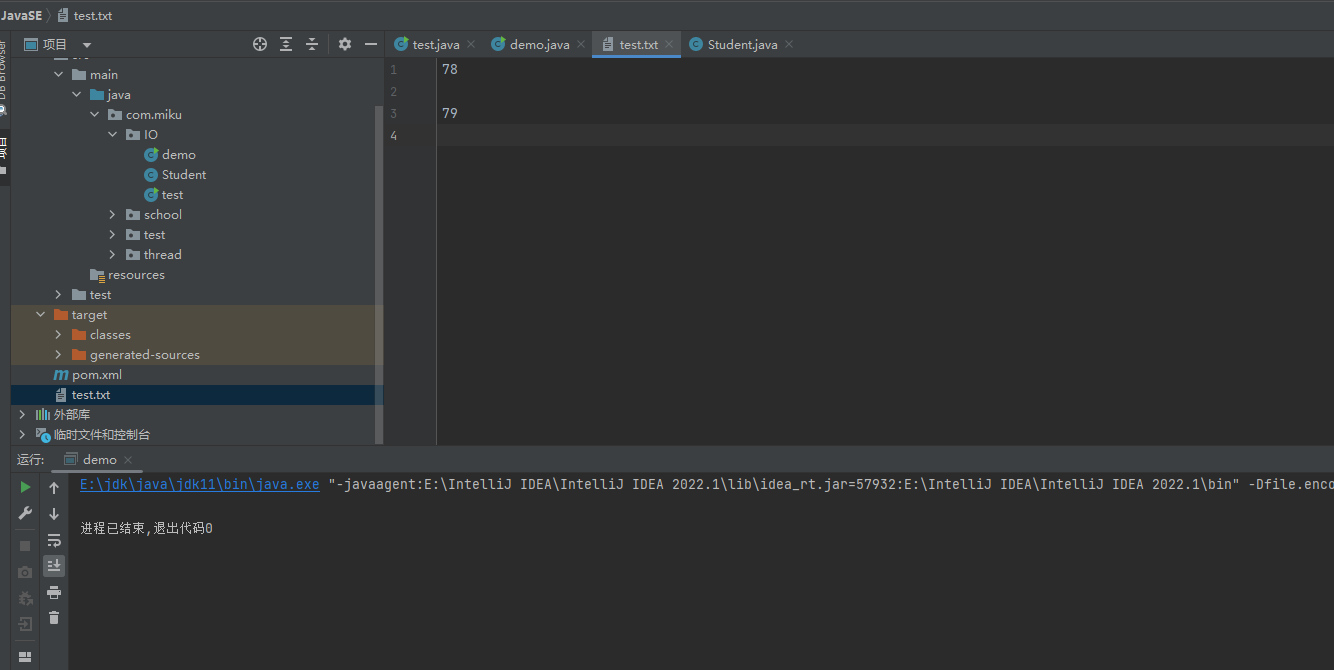 JavaSE test.txt
项目
test.java demo.java test.txt Student.java
DB Browser
项目
main
java
com.miku
IO
demo
Student
test
school
test
thread
resources
test
target
classes
generated-sources
pom.xml
test.txt
外部库
临时文件和控制台
1 78
2
3 79
4
运行: demo
E:\jdk\java\jdk11\bin\java.exe "-javaagent:E:\IntelliJ IDEA\IntelliJ IDEA 2022.1\lib\idea_rt.jar=57932:E:\IntelliJ IDEA\IntelliJ IDEA 2022.1\bin" -Dfile.enco
进程已结束,退出代码0